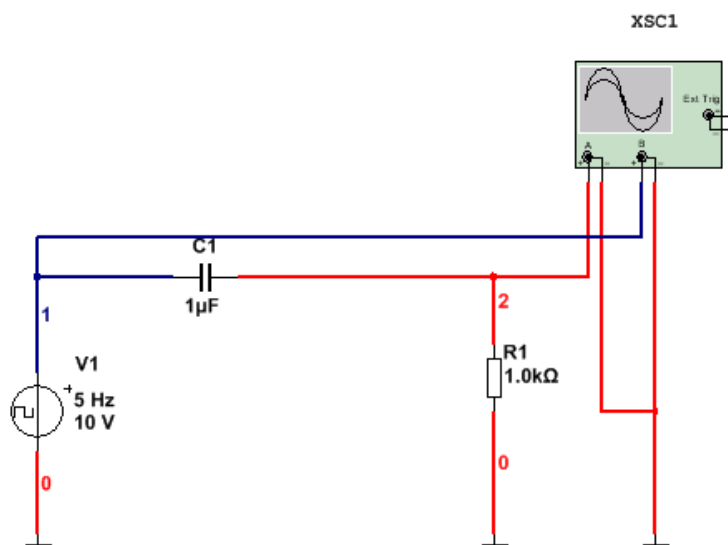 XSC1
Ext Trig
+
-
A
B
+
-
+
-
C1
1µF
1
2
V1
+
5 Hz
10 V
R1
1.0kΩ
0
0